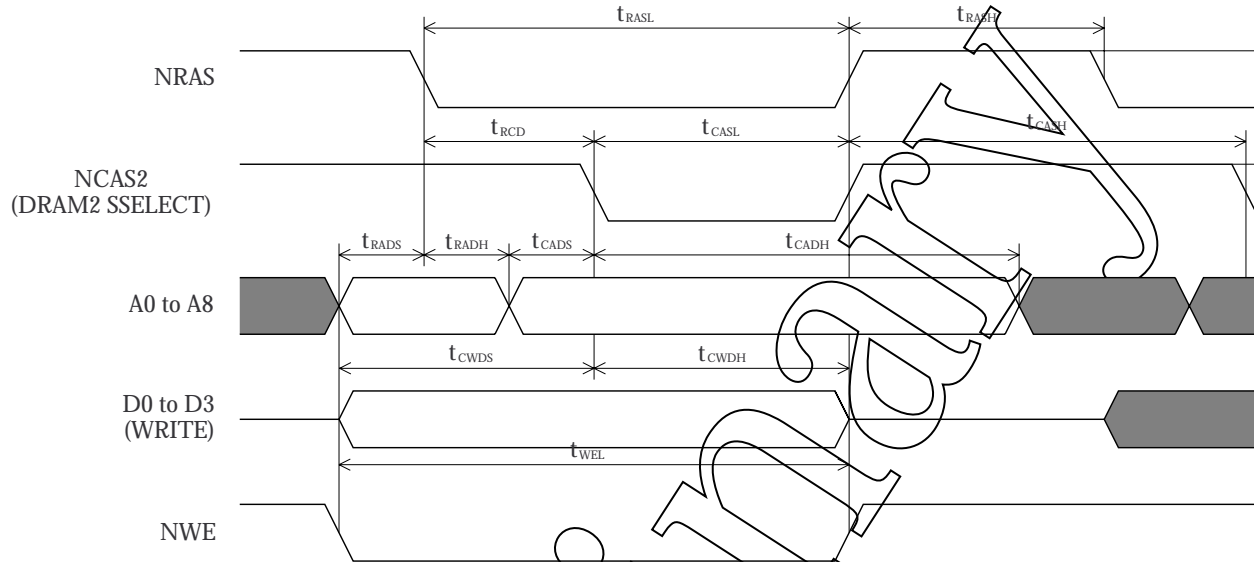 tRASL tRASH
NRAS
tRCD tCASL tCASH
NCAS2
(DRAM2 SSELECT)
tRADS tRADH tCADS tCADH
A0 to A8
tCWDS tCWDH
D0 to D3
(WRITE)
tWEL
NWE
inary